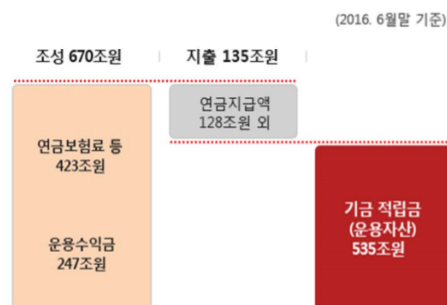 (2016. 6월말 기준)
조성 670조원
지출 135조원
연금지급액
128조원 외
연금보험료 등
423조원
운용수익금
247조원
기금 적립금
(운용자산)
535조원